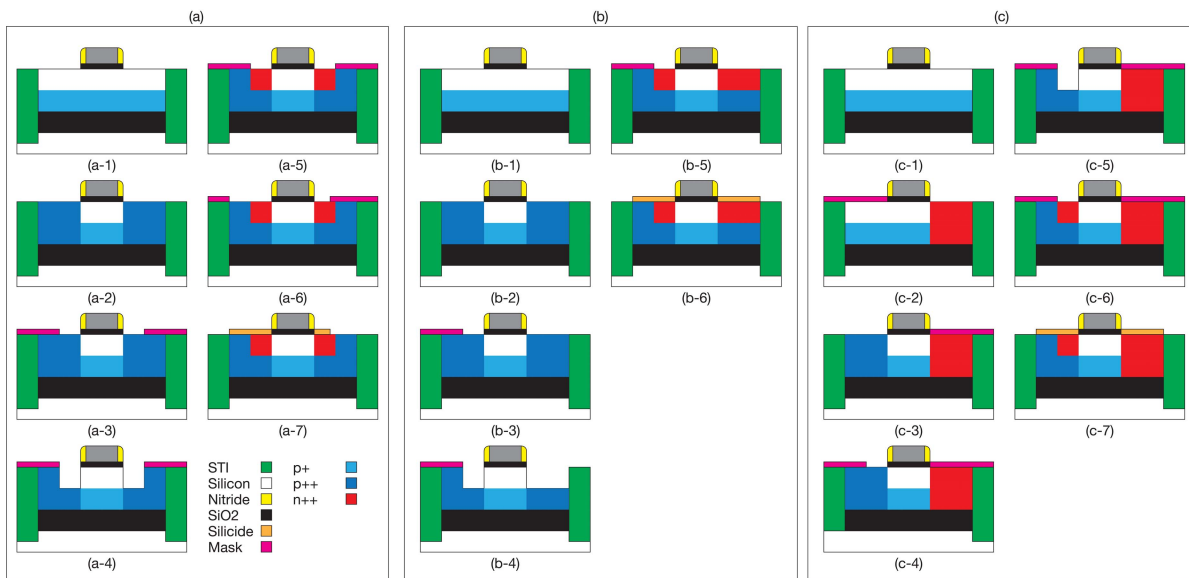 (a)
(b)
(c)
(a-1)
(a-5)
(b-1)
(b-5)
(c-1)
(c-5)
(a-2)
(a-6)
(b-2)
(b-6)
(c-2)
(c-6)
(a-3)
(a-7)
(b-3)
(c-3)
(c-7)
STI
Silicon
Nitride
SiO2
Silicide
Mask
p+
p++
n++
(a-4)
(b-4)
(c-4)